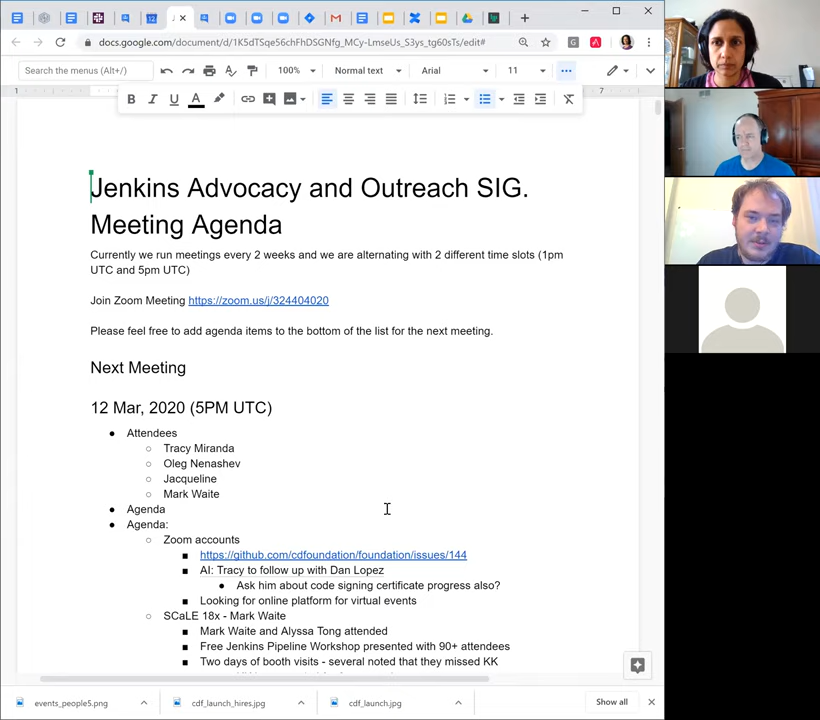 docs.google.com/document/d/1K5dTSqe56chFhDSGNfg_MCy-LmseUs_S3ys_tg60sTs/edit#
Search the menus (Alt+/)
100%
Normal text
Arial
11
B I U A
1
7
Jenkins Advocacy and Outreach SIG.
Meeting Agenda
Currently we run meetings every 2 weeks and we are alternating with 2 different time slots (1pm
UTC and 5pm UTC)
Join Zoom Meeting https://zoom.us/j/324404020
Please feel free to add agenda items to the bottom of the list for the next meeting.
Next Meeting
12 Mar, 2020 (5PM UTC)
● Attendees
○ Tracy Miranda
○ Oleg Nenashev
○ Jacqueline
○ Mark Waite
● Agenda
● Agenda:
○ Zoom accounts
■ https://github.com/cdfoundation/foundation/issues/144
■ AI: Tracy to follow up with Dan Lopez
● Ask him about code signing certificate progress also?
■ Looking for online platform for virtual events
○ SCaLE 18x - Mark Waite
■ Mark Waite and Alyssa Tong attended
■ Free Jenkins Pipeline Workshop presented with 90+ attendees
■ Two days of booth visits - several noted that they missed KK
events_people5.png
cdf_launch_hires.jpg
cdf_launch.jpg
Show all